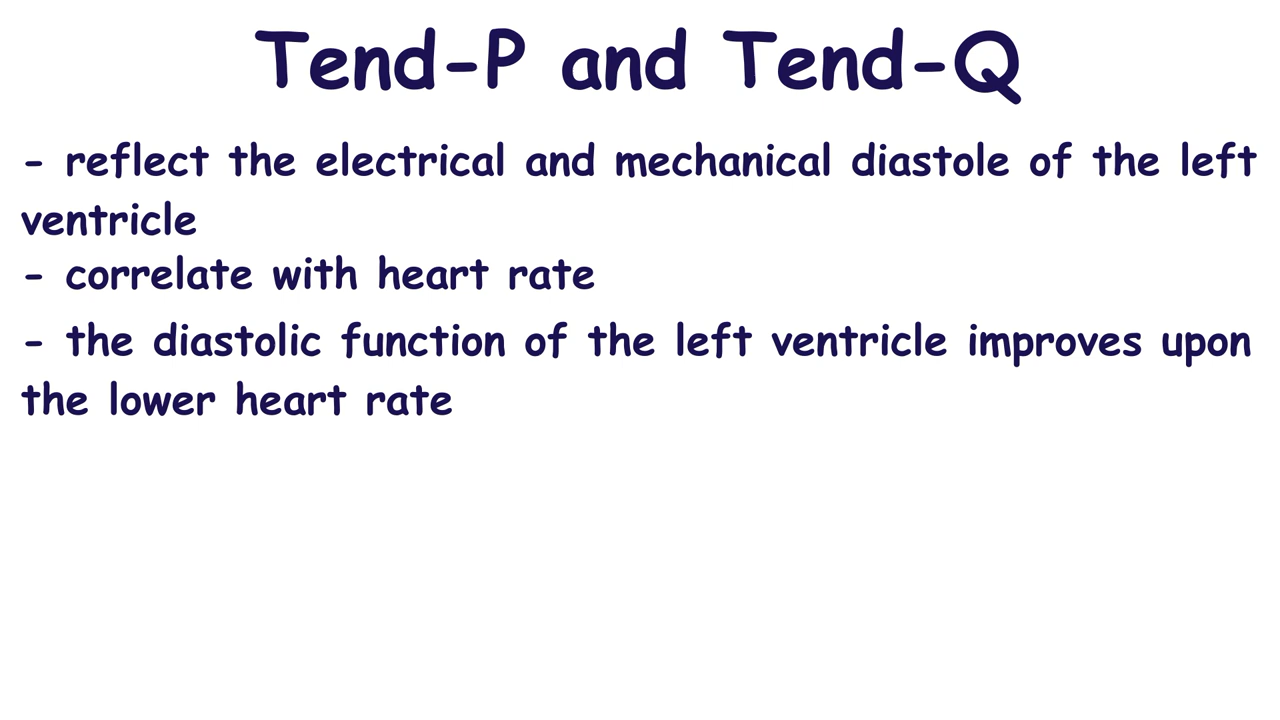 Tend-P and Tend-Q
- reflect the electrical and mechanical diastole of the left
ventricle
- correlate with heart rate
- the diastolic function of the left ventricle improves upon
the lower heart rate